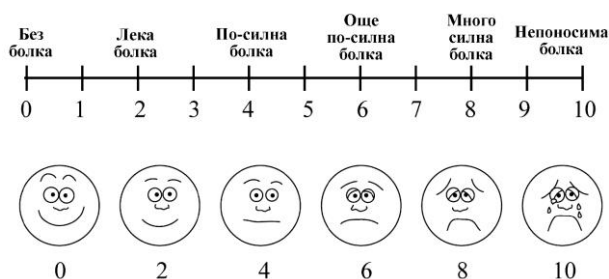 Без болка
Лека болка
По-силна болка
Още по-силна болка
Много силна болка
Непоносима болка
0 1 2 3 4 5 6 7 8 9 10
0 2 4 6 8 10